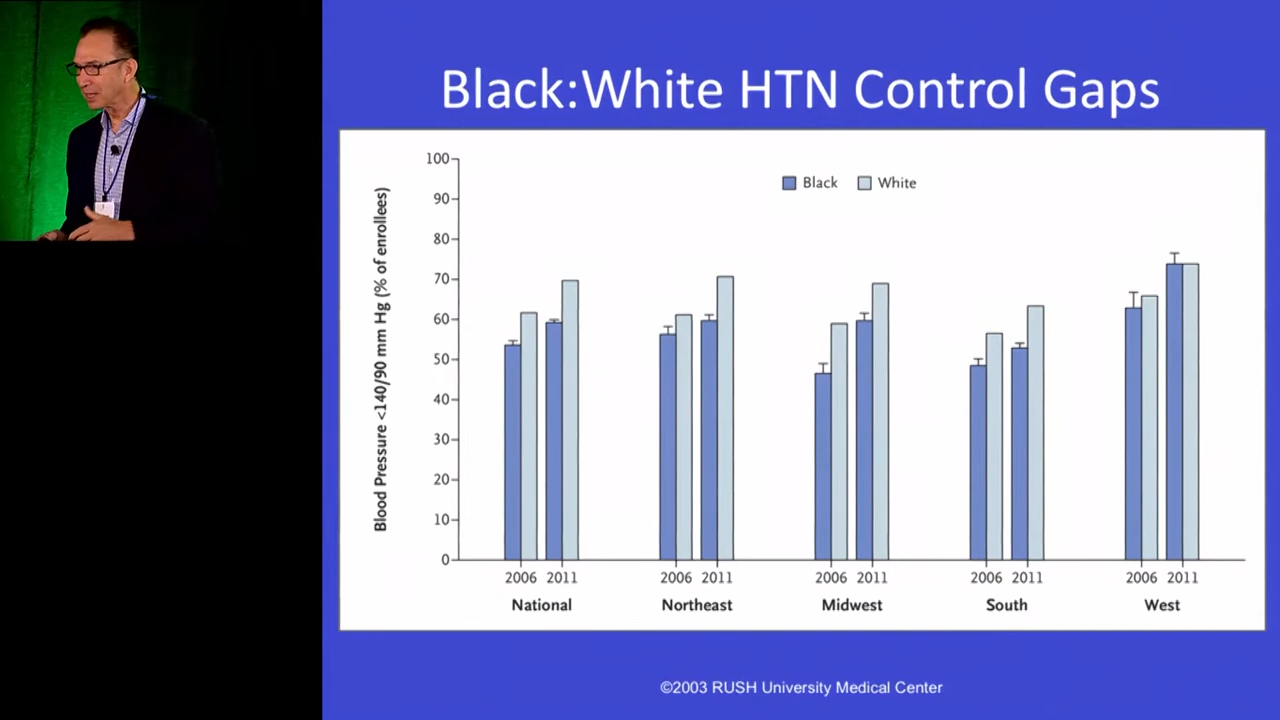 Black:White HTN Control Gaps
Blood Pressure <140/90 mm Hg (% of enrollees)
100
90
80
70
60
50
40
30
20
10
0
Black White
2006 2011 2006 2011 2006 2011 2006 2011 2006 2011
National Northeast Midwest South West
©2003 RUSH University Medical Center